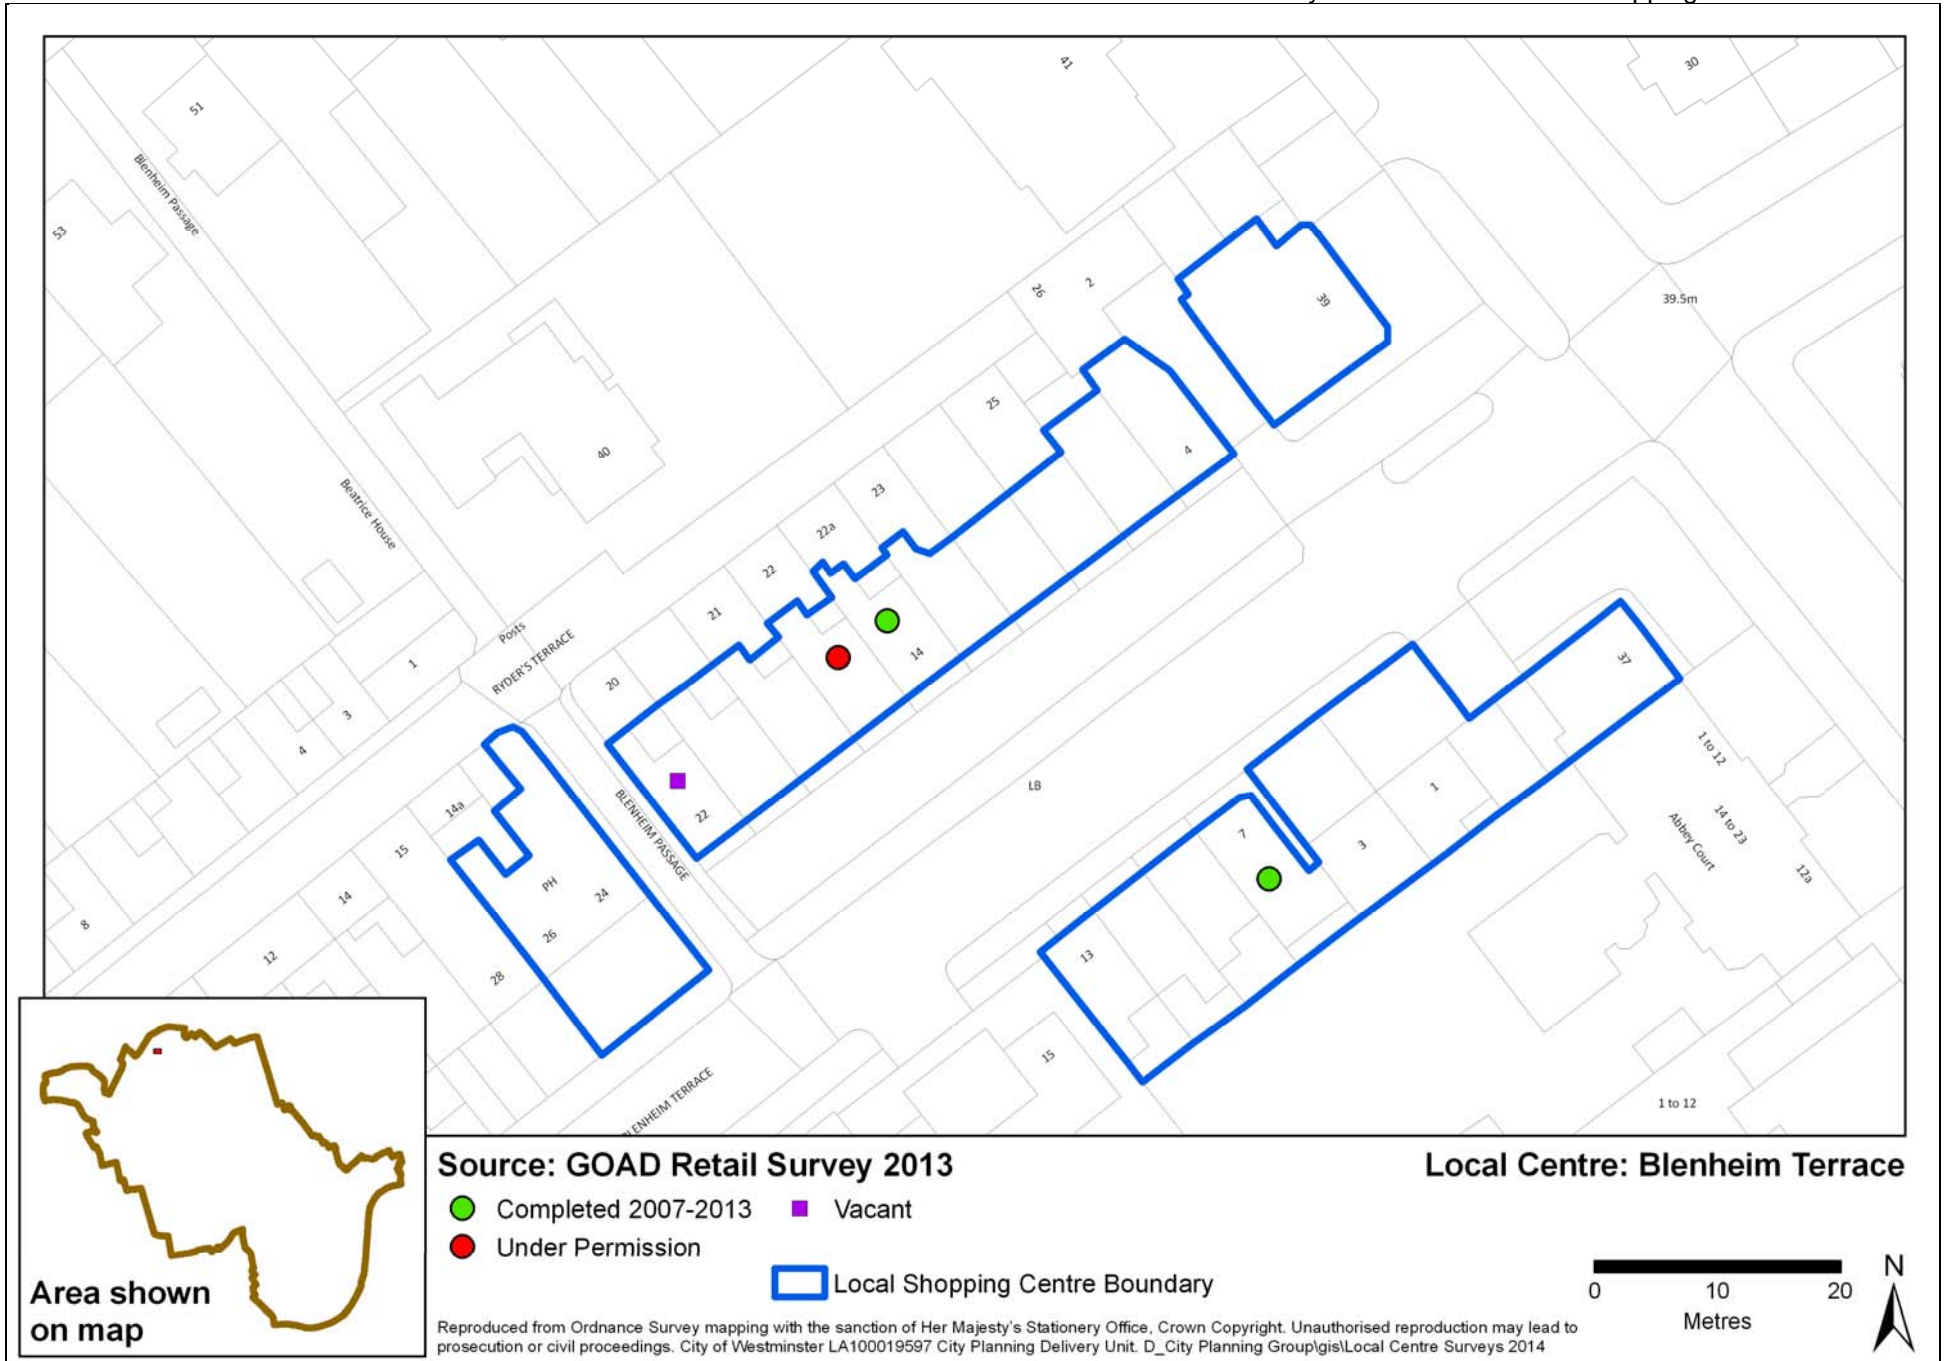 41
30
51
Blenheim Passage
53
39.5m
26
2
39
25
4
40
23
Beatrice House
22a
22
21
14
Posts
RYDER'S TERRACE
1
20
3
4
37
1 to 12
LB
1
14 to 23
Abbey Court
12a
22
BLENHEIM PASSAGE
14a
15
7
3
PH
24
14
8
26
13
12
28
15
BLENHEIM TERRACE
1 to 12
Area shown
on map
Source: GOAD Retail Survey 2013
Local Centre: Blenheim Terrace
Completed 2007-2013
Vacant
Under Permission
Local Shopping Centre Boundary
0 10 20
Metres
N
Reproduced from Ordnance Survey mapping with the sanction of Her Majesty's Stationery Office, Crown Copyright. Unauthorised reproduction may lead to
prosecution or civil proceedings. City of Westminster LA100019597 City Planning Delivery Unit. D_City Planning Group\gis\Local Centre Surveys 2014